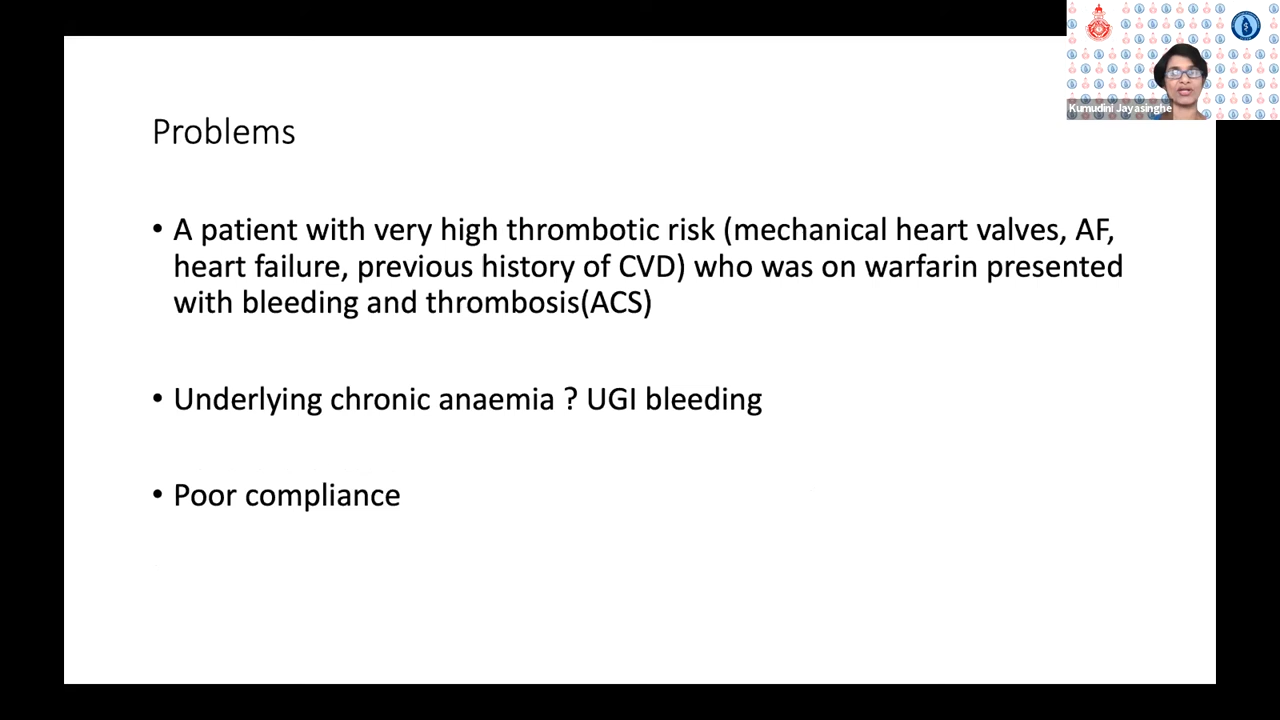 Kumudini Jayasinghe
Problems
• A patient with very high thrombotic risk (mechanical heart valves, AF,
heart failure, previous history of CVD) who was on warfarin presented
with bleeding and thrombosis(ACS)
• Underlying chronic anaemia ? UGI bleeding
• Poor compliance